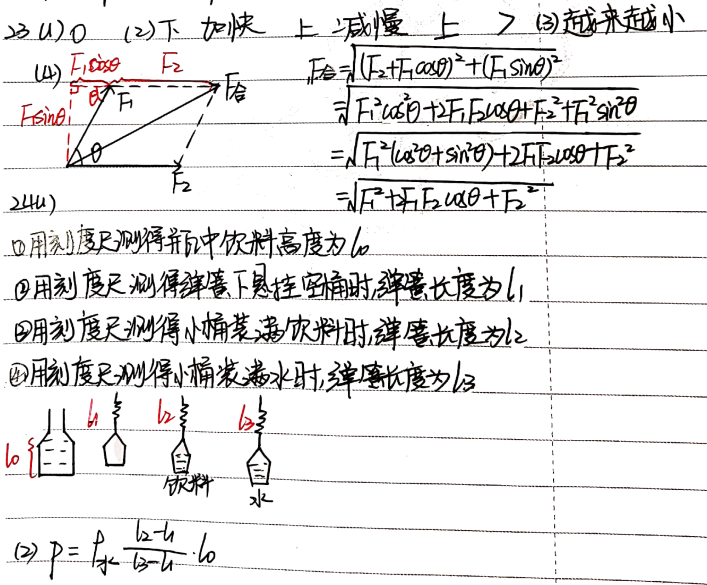 23(1)0 (2)下 加快 上 减慢 上 > (3)越来越小
(4) F₁cosθ F₂ F合 F₁ θ F₁sinθ θ F₂
F合=√(F₂+F₁cosθ)²+(F₁sinθ)²
=√F₁²cos²θ+2F₁F₂cosθ+F₂²+F₁²sin²θ
=√F₁²(cos²θ+sin²θ)+2F₁F₂cosθ+F₂²
=√F₁²+2F₁F₂cosθ+F₂²
24(1)
①用刻度尺测得瓶中饮料高度为l₀
②用刻度尺测得弹簧下悬挂空桶时,弹簧长度为l₁
③用刻度尺测得小桶装满饮料时,弹簧长度为l₂
④用刻度尺测得小桶装满水时,弹簧长度为l₃
l₀ l₁ l₂ l₃
饮料 水
(2) P=ρ水 (l₂-l₁)/(l₃-l₁)·l₀